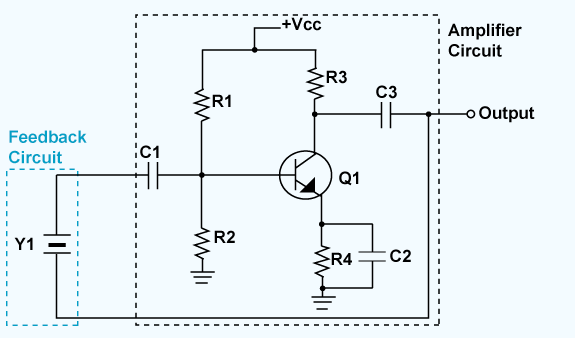 +Vcc
Amplifier
Circuit
R3
R1
C3
Output
Feedback
Circuit
C1
Q1
R2
Y1
R4
C2